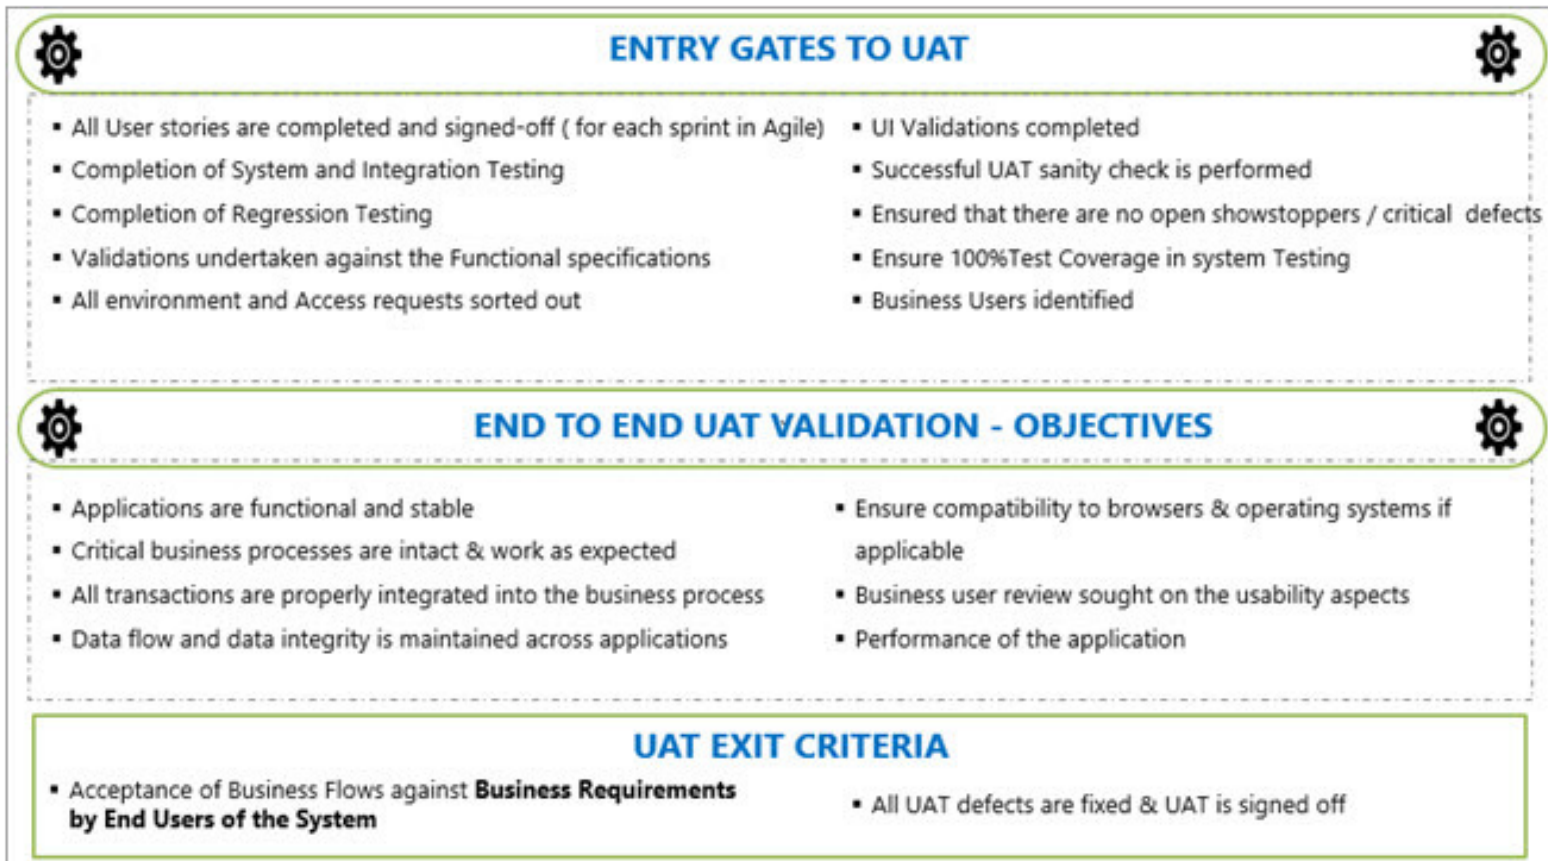 ENTRY GATES TO UAT
▪ All User stories are completed and signed-off ( for each sprint in Agile)
▪ Completion of System and Integration Testing
▪ Completion of Regression Testing
▪ Validations undertaken against the Functional specifications
▪ All environment and Access requests sorted out
▪ UI Validations completed
▪ Successful UAT sanity check is performed
▪ Ensured that there are no open showstoppers / critical defects
▪ Ensure 100%Test Coverage in system Testing
▪ Business Users identified
END TO END UAT VALIDATION - OBJECTIVES
▪ Applications are functional and stable
▪ Critical business processes are intact & work as expected
▪ All transactions are properly integrated into the business process
▪ Data flow and data integrity is maintained across applications
▪ Ensure compatibility to browsers & operating systems if
applicable
▪ Business user review sought on the usability aspects
▪ Performance of the application
UAT EXIT CRITERIA
▪ Acceptance of Business Flows against Business Requirements
by End Users of the System
▪ All UAT defects are fixed & UAT is signed off